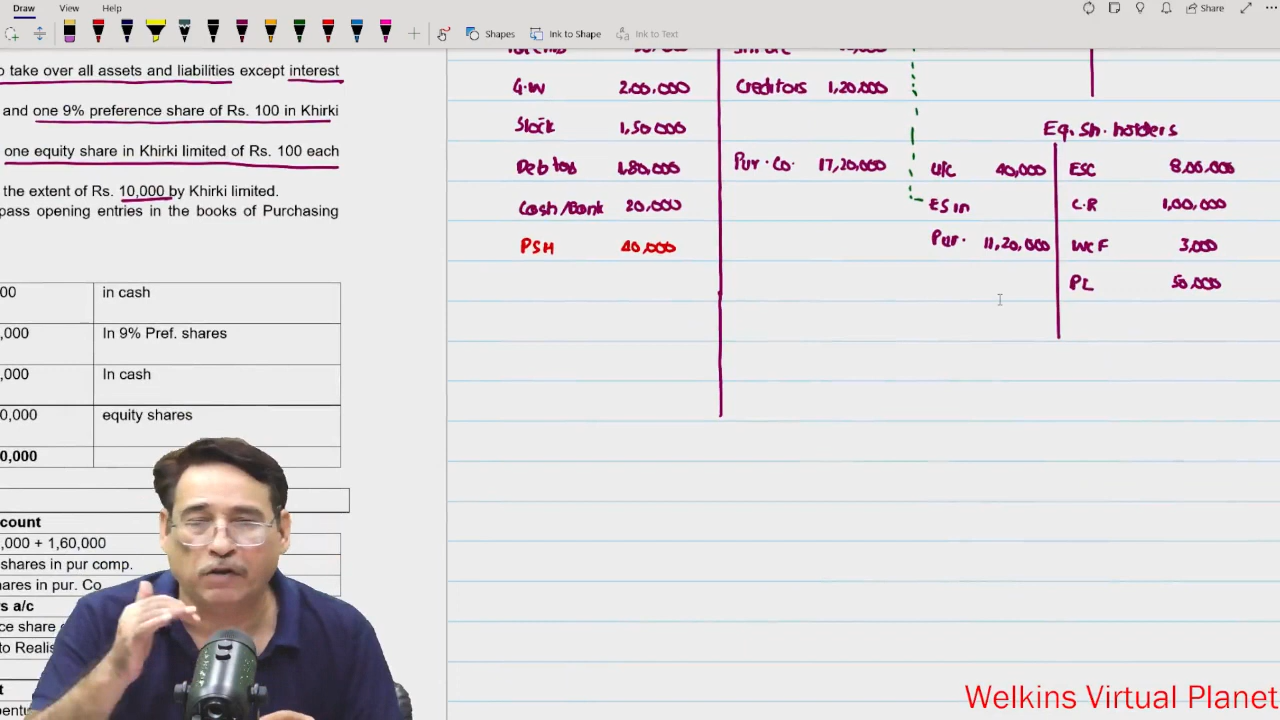 Draw View Help
Shapes Ink to Shape Ink to Text Share
o take over all assets and liabilities except interest
and one 9% preference share of Rs. 100 in Khirki
one equity share in Khirki limited of Rs. 100 each
the extent of Rs. 10,000 by Khirki limited.
pass opening entries in the books of Purchasing
00 in cash
,000 In 9% Pref. shares
,000 In cash
0,000 equity shares
0,000
count
,000 + 1,60,000
shares in pur comp.
ares in pur. Co
rs a/c
ce share
to Realis
t
G.W 2,00,000 Creditors 1,20,000
Stock 1,50,000
Debtors 1,80,000 Pur. Co. 17,20,000
Cash/Bank 20,000
PSH 40,000
Eq. Sh. holders
U/C 40,000 ESC 8,00,000
ES in C.R 1,00,000
Pur. 11,20,000 WCF 3,000
PL 50,000
Welkins Virtual Planet